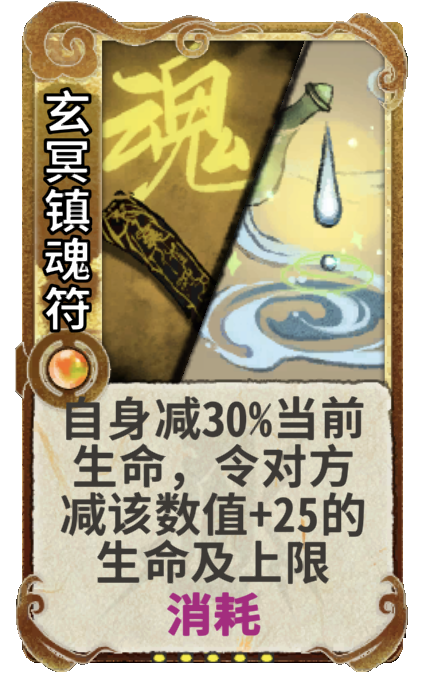 玄冥镇魂符
魂
自身减30%当前
生命，令对方
减该数值+25的
生命及上限
消耗